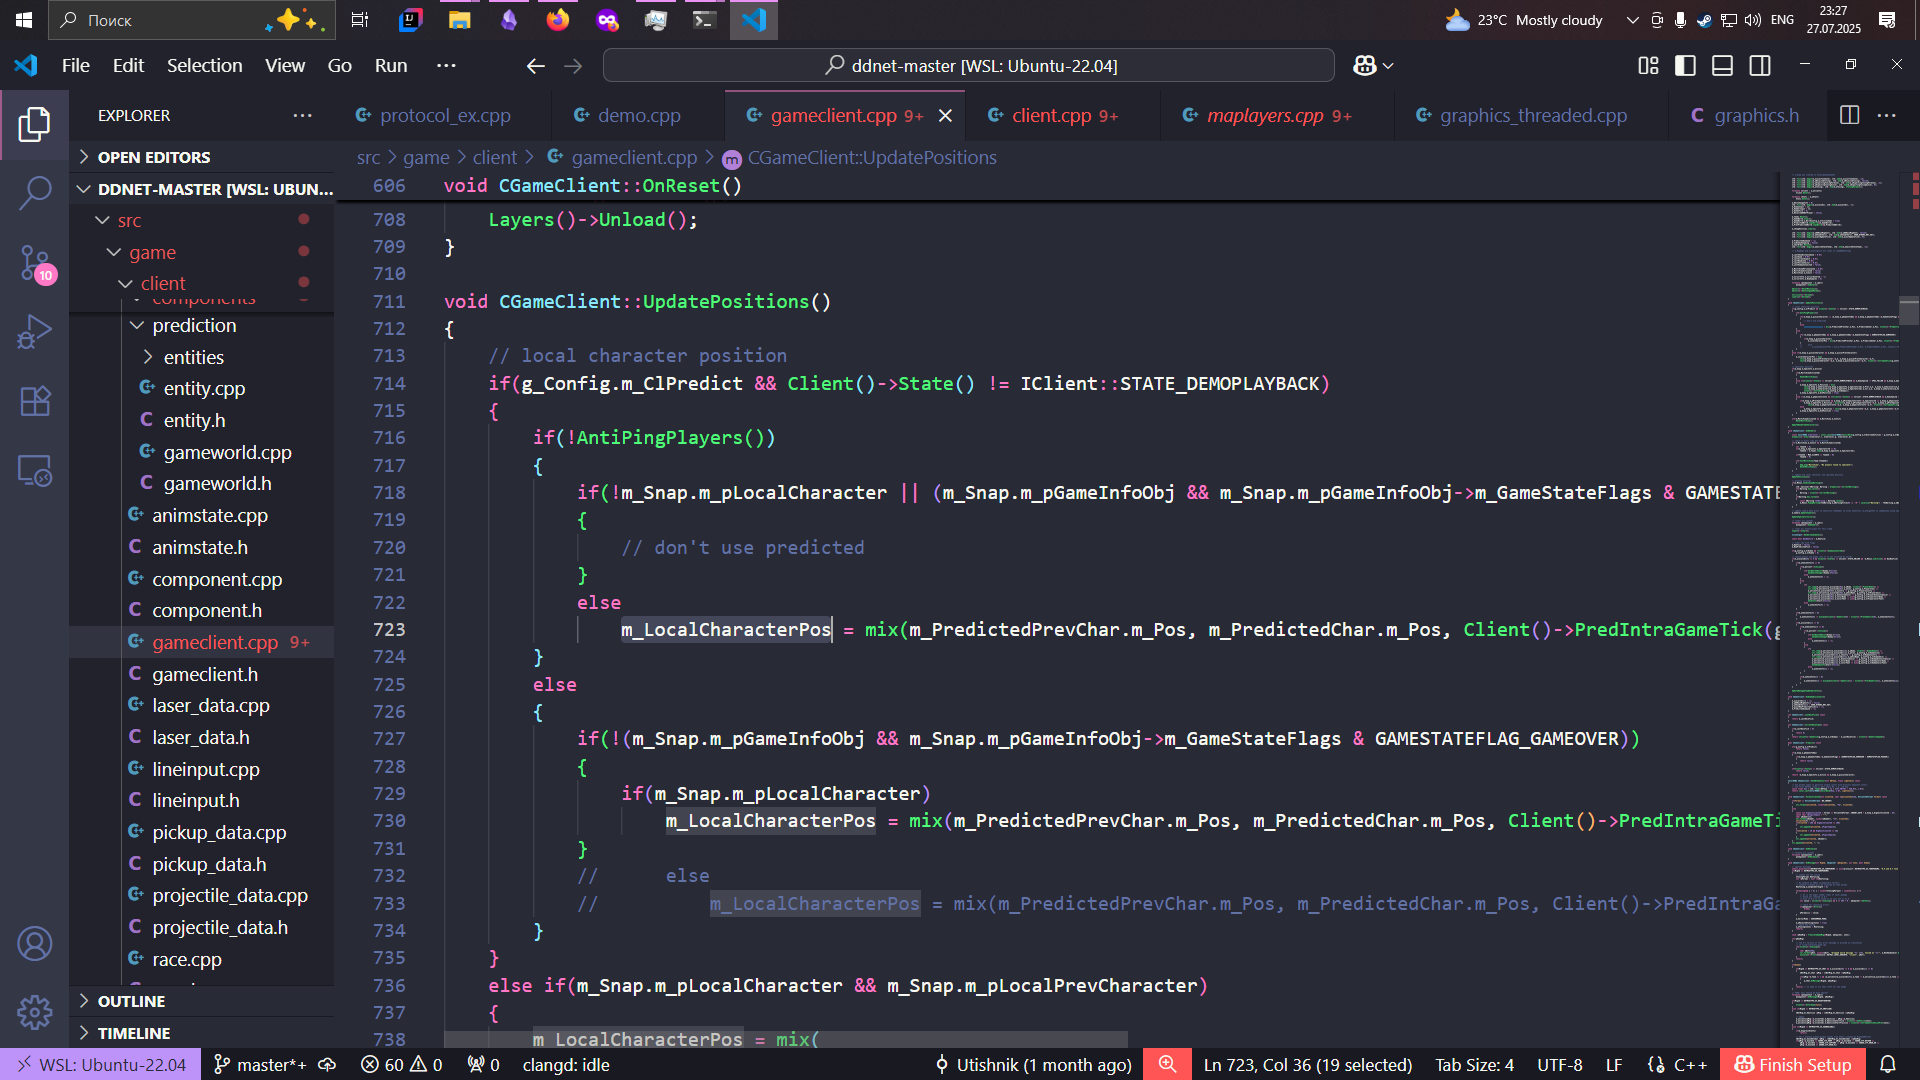 Поиск
23°C Mostly cloudy
ENG
23:27
27.07.2025
File Edit Selection View Go Run ···
ddnet-master [WSL: Ubuntu-22.04]
EXPLORER
protocol_ex.cpp
demo.cpp
gameclient.cpp 9+
client.cpp 9+
maplayers.cpp 9+
graphics_threaded.cpp
graphics.h
OPEN EDITORS
DDNET-MASTER [WSL: UBUN...
src
game
client
components
prediction
entities
entity.cpp
entity.h
gameworld.cpp
gameworld.h
animstate.cpp
animstate.h
component.cpp
component.h
gameclient.cpp 9+
gameclient.h
laser_data.cpp
laser_data.h
lineinput.cpp
lineinput.h
pickup_data.cpp
pickup_data.h
projectile_data.cpp
projectile_data.h
race.cpp
OUTLINE
TIMELINE
10
src > game > client > gameclient.cpp > CGameClient::UpdatePositions
606 void CGameClient::OnReset()
708 Layers()->Unload();
709 }
710
711 void CGameClient::UpdatePositions()
712 {
713 // local character position
714 if(g_Config.m_ClPredict && Client()->State() != IClient::STATE_DEMOPLAYBACK)
715 {
716 if(!AntiPingPlayers())
717 {
718 if(!m_Snap.m_pLocalCharacter || (m_Snap.m_pGameInfoObj && m_Snap.m_pGameInfoObj->m_GameStateFlags & GAMESTATE
719 {
720 // don't use predicted
721 }
722 else
723 m_LocalCharacterPos = mix(m_PredictedPrevChar.m_Pos, m_PredictedChar.m_Pos, Client()->PredIntraGameTick(g
724 }
725 else
726 {
727 if(!(m_Snap.m_pGameInfoObj && m_Snap.m_pGameInfoObj->m_GameStateFlags & GAMESTATEFLAG_GAMEOVER))
728 {
729 if(m_Snap.m_pLocalCharacter)
730 m_LocalCharacterPos = mix(m_PredictedPrevChar.m_Pos, m_PredictedChar.m_Pos, Client()->PredIntraGameTi
731 }
732 // else
733 // m_LocalCharacterPos = mix(m_PredictedPrevChar.m_Pos, m_PredictedChar.m_Pos, Client()->PredIntraGa
734 }
735 }
736 else if(m_Snap.m_pLocalCharacter && m_Snap.m_pLocalPrevCharacter)
737 {
738 m_LocalCharacterPos = mix(
WSL: Ubuntu-22.04 master*+ 60 0 0 clangd: idle Utishnik (1 month ago) Ln 723, Col 36 (19 selected) Tab Size: 4 UTF-8 LF {} C++ Finish Setup